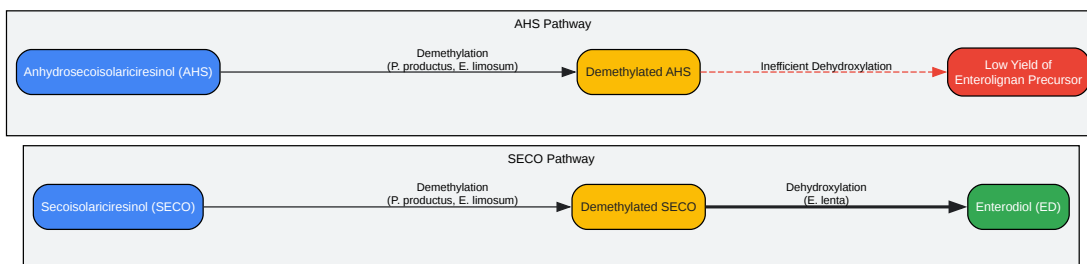 AHS Pathway
Anhydrosecoisolariciresinol (AHS)
Demethylation
(P. productus, E. limosum)
Demethylated AHS
Inefficient Dehydroxylation
Low Yield of
Enterolignan Precursor
SECO Pathway
Secoisolariciresinol (SECO)
Demethylation
(P. productus, E. limosum)
Demethylated SECO
Dehydroxylation
(E. lenta)
Enterodiol (ED)